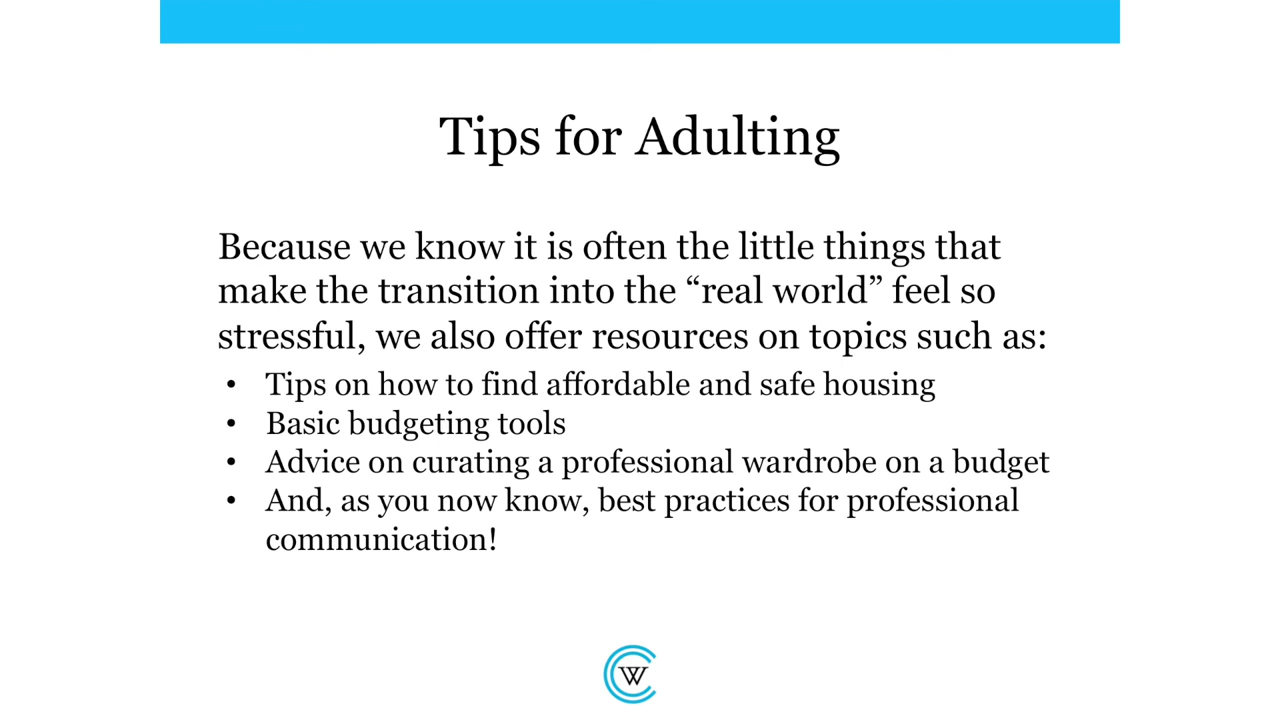 Tips for Adulting
Because we know it is often the little things that
make the transition into the “real world” feel so
stressful, we also offer resources on topics such as:
• Tips on how to find affordable and safe housing
• Basic budgeting tools
• Advice on curating a professional wardrobe on a budget
• And, as you now know, best practices for professional
communication!
W